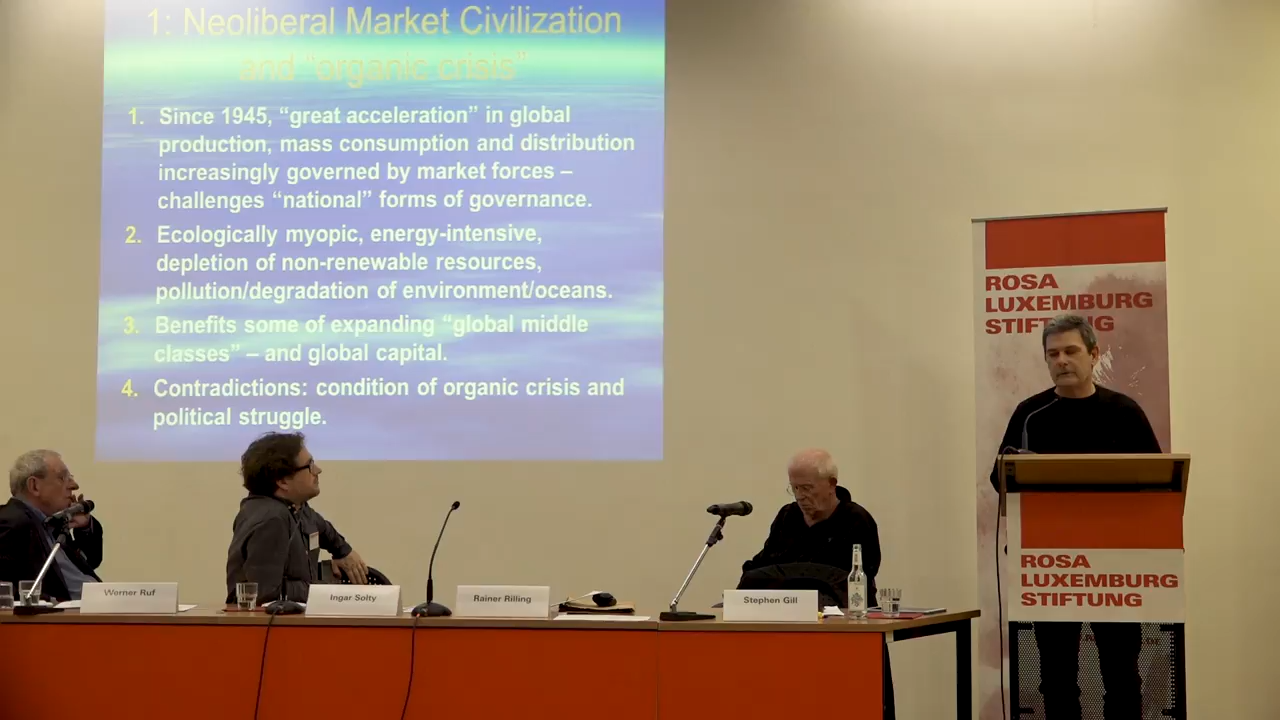 1: Neoliberal Market Civilization
and "organic crisis"
1. Since 1945, “great acceleration” in global
production, mass consumption and distribution
increasingly governed by market forces –
challenges “national” forms of governance.
2. Ecologically myopic, energy-intensive,
depletion of non-renewable resources,
pollution/degradation of environment/oceans.
3. Benefits some of expanding “global middle
classes” – and global capital.
4. Contradictions: condition of organic crisis and
political struggle.
ROSA
LUXEMBURG
STIFTUNG
Werner Ruf
Ingar Solty
Rainer Rilling
Stephen Gill
ROSA
LUXEMBURG
STIFTUNG